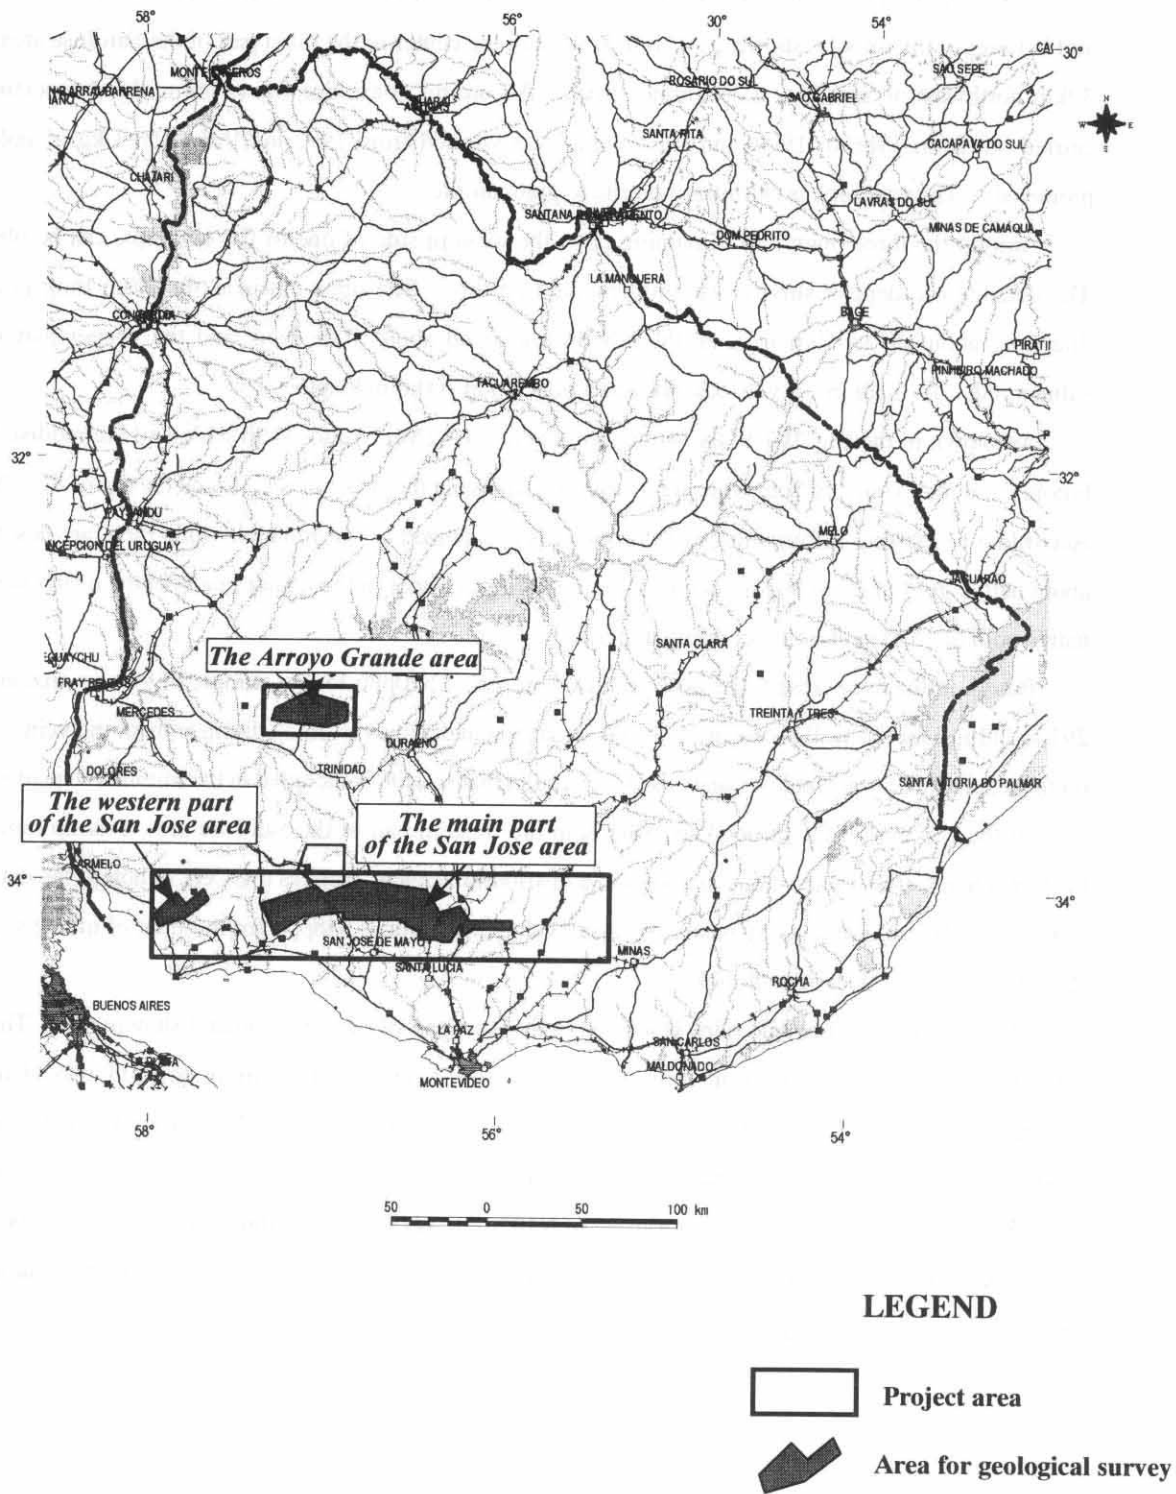 58°
56°
30°
54°
30°
ROSARIO DO SUL
SAO SEPE
SAO GABRIEL
SANTA RITA
CACAPAVA DO SUL
CHAJARI
LAVRAS DO SUL
MINAS DE CAMAQUA
DOM PEDRITO
LA MANGUERA
BAGE
PINHEIRO MACHADO
TACUAREMBO
32°
32°
PAYSANDU
NCEPCION DEL URUGUAY
MELO
JAGUARAO
The Arroyo Grande area
SANTA CLARA
MERCEDES
TREINTA Y TRES
DURAZNO
TRINIDAD
DOLORES
SANTA VITORIA DO PALMAR
The western part
of the San Jose area
The main part
of the San Jose area
34°
34°
SAN JOSE DE MAYO
SANTA LUCIA
MINAS
ROCHA
BUENOS AIRES
LA PAZ
SAN CARLOS
MALDONADO
MONTEVIDEO
58°
56°
54°
50 0 50 100 km
LEGEND
Project area
Area for geological survey